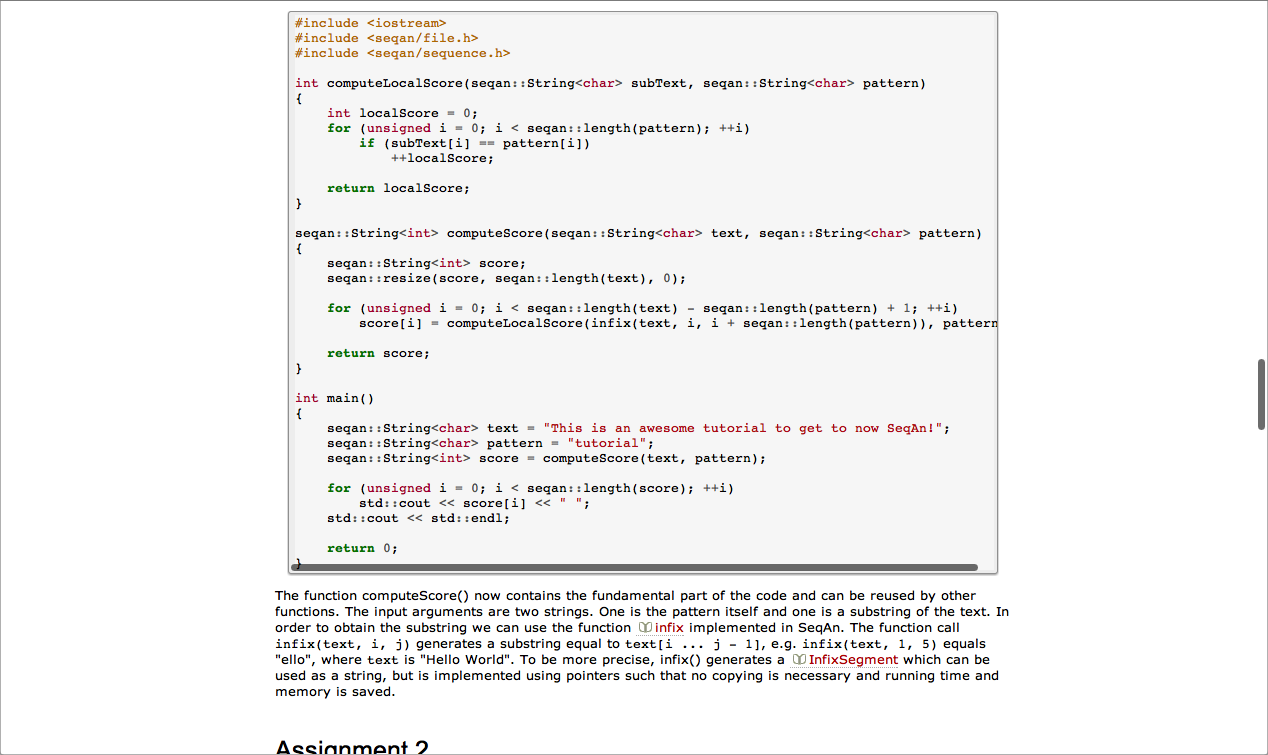 #include <iostream>
#include <seqan/file.h>
#include <seqan/sequence.h>

int computeLocalScore(seqan::String<char> subText, seqan::String<char> pattern)
{
    int localScore = 0;
    for (unsigned i = 0; i < seqan::length(pattern); ++i)
        if (subText[i] == pattern[i])
            ++localScore;

    return localScore;
}

seqan::String<int> computeScore(seqan::String<char> text, seqan::String<char> pattern)
{
    seqan::String<int> score;
    seqan::resize(score, seqan::length(text), 0);

    for (unsigned i = 0; i < seqan::length(text) - seqan::length(pattern) + 1; ++i)
        score[i] = computeLocalScore(infix(text, i, i + seqan::length(pattern)), pattern

    return score;
}

int main()
{
    seqan::String<char> text = "This is an awesome tutorial to get to now SeqAn!";
    seqan::String<char> pattern = "tutorial";
    seqan::String<int> score = computeScore(text, pattern);

    for (unsigned i = 0; i < seqan::length(score); ++i)
        std::cout << score[i] << " ";
    std::cout << std::endl;

    return 0;
}
The function computeScore() now contains the fundamental part of the code and can be reused by other
functions. The input arguments are two strings. One is the pattern itself and one is a substring of the text. In
order to obtain the substring we can use the function infix implemented in SeqAn. The function call
infix(text, i, j) generates a substring equal to text[i ... j - 1], e.g. infix(text, 1, 5) equals
"ello", where text is "Hello World". To be more precise, infix() generates a InfixSegment which can be
used as a string, but is implemented using pointers such that no copying is necessary and running time and
memory is saved.
Assignment 2